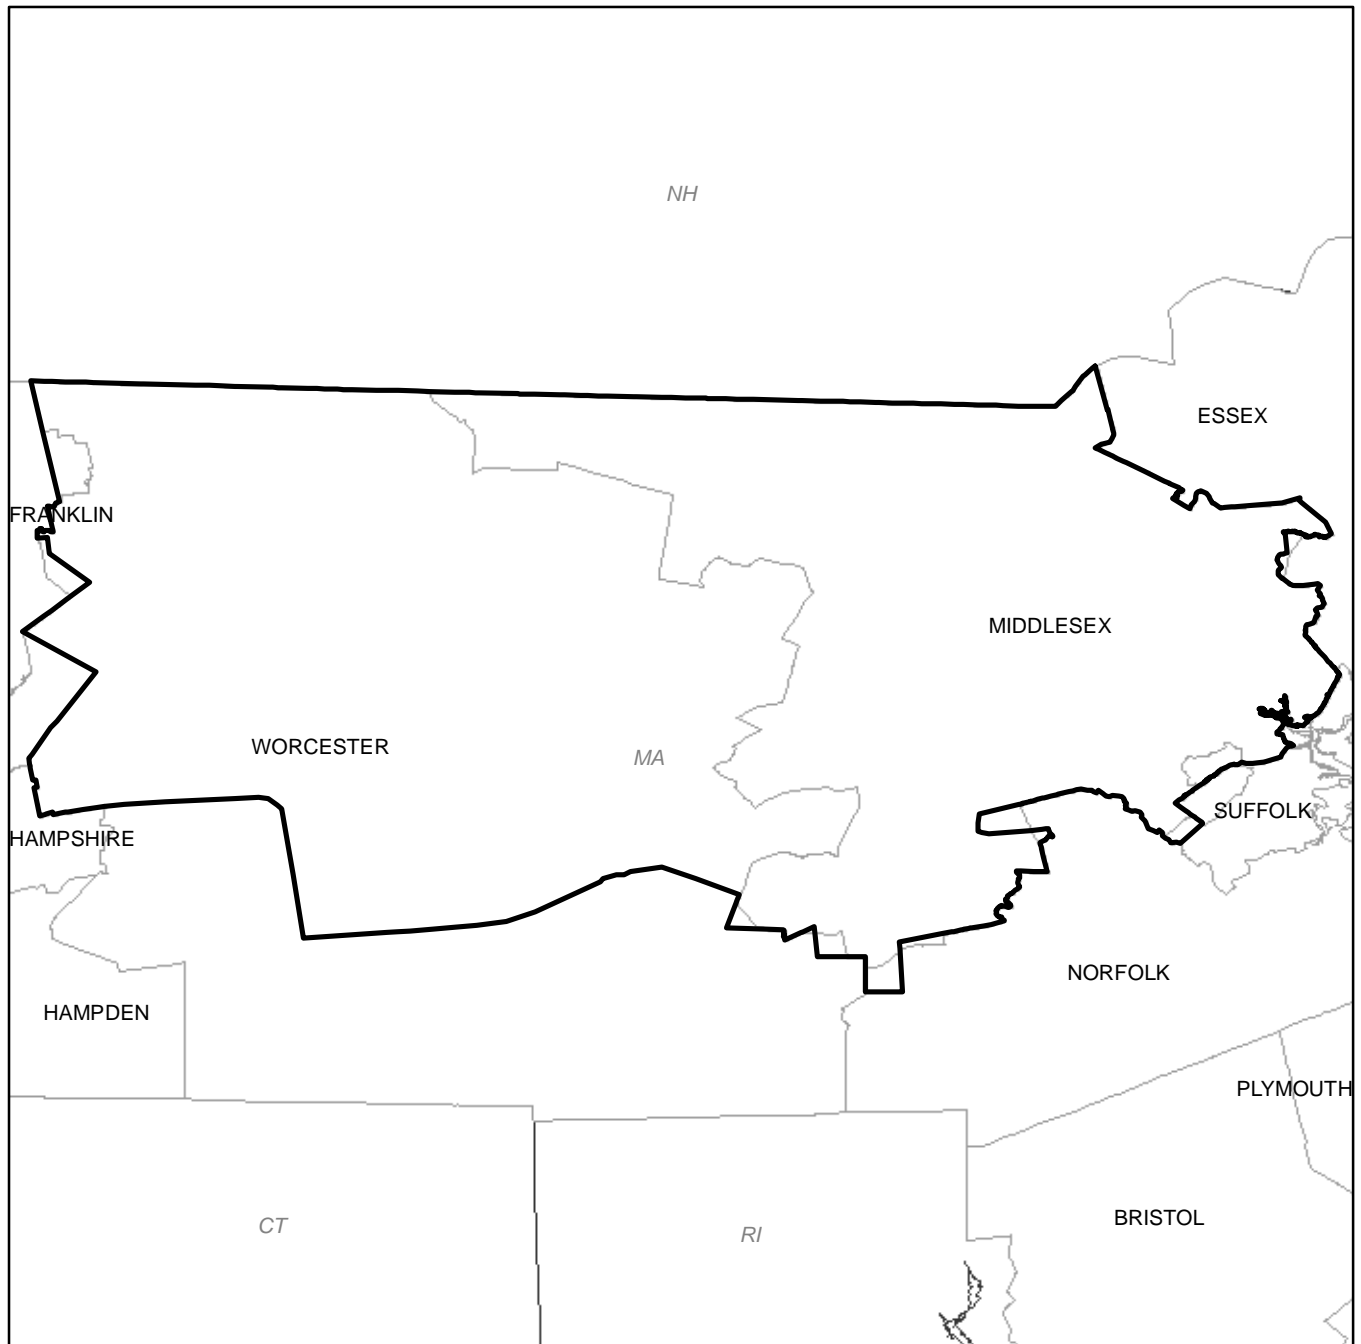 NH
ESSEX
FRANKLIN
MIDDLESEX
WORCESTER
MA
SUFFOLK
HAMPSHIRE
NORFOLK
HAMPDEN
PLYMOUTH
BRISTOL
CT
RI